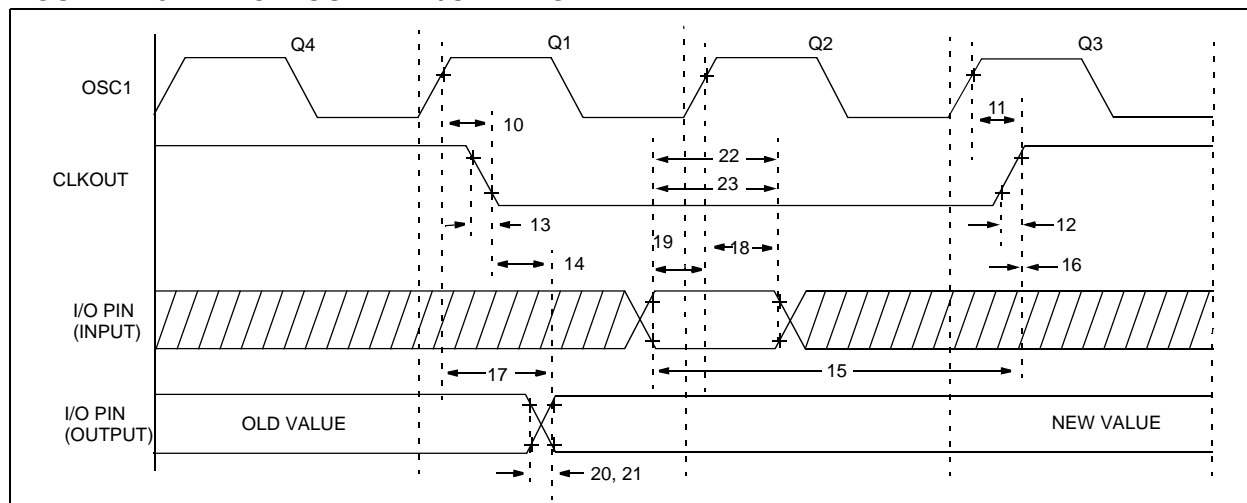 Q4 Q1 Q2 Q3
OSC1
10 11
22
CLKOUT
23
13 12
19 18
14 16
I/O PIN
(INPUT)
17 15
I/O PIN
(OUTPUT)
OLD VALUE NEW VALUE
20, 21